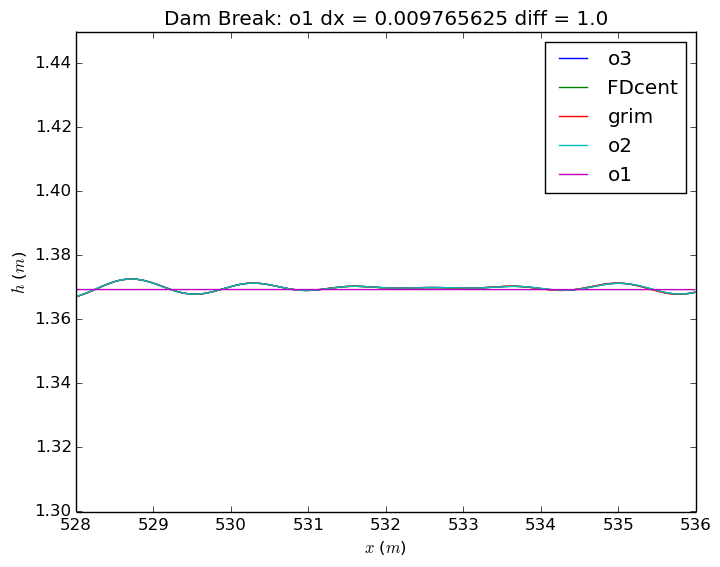 Dam Break: o1 dx = 0.009765625 diff = 1.0
o3
FDcent
grim
o2
o1
1.44
1.42
1.40
1.38
1.36
1.34
1.32
1.30
h (m)
528 529 530 531 532 533 534 535 536
x (m)